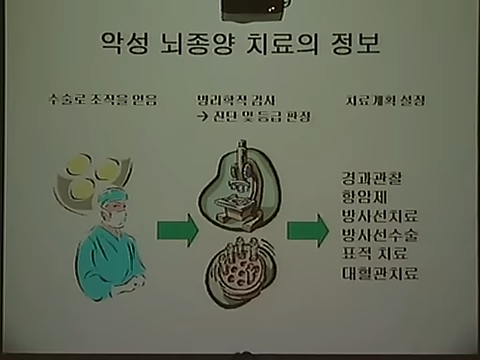 악성 뇌종양 치료의 정보
수술로 조직을 얻음
병리학적 검사
→ 진단 및 등급 판정
치료계획 설정
경과관찰
항암제
방사선치료
방사선수술
표적 치료
대혈관치료